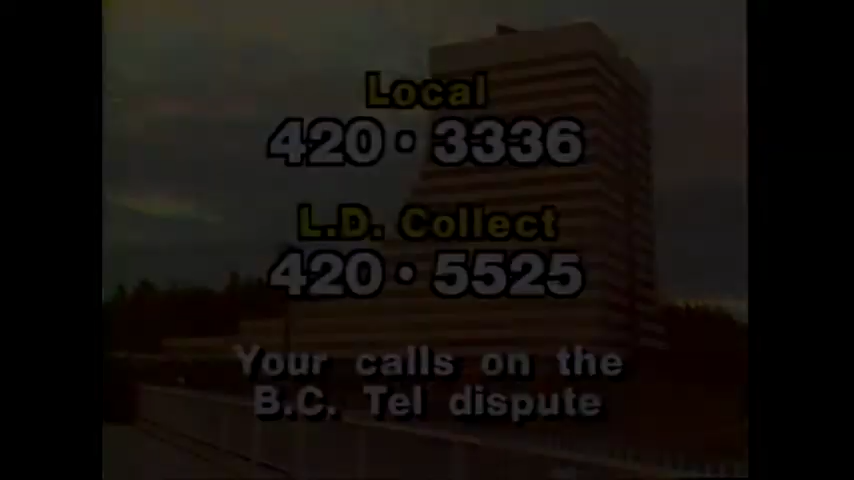 Local
420·3336
L.D. Collect
420·5525
Your calls on the
B.C. Tel dispute